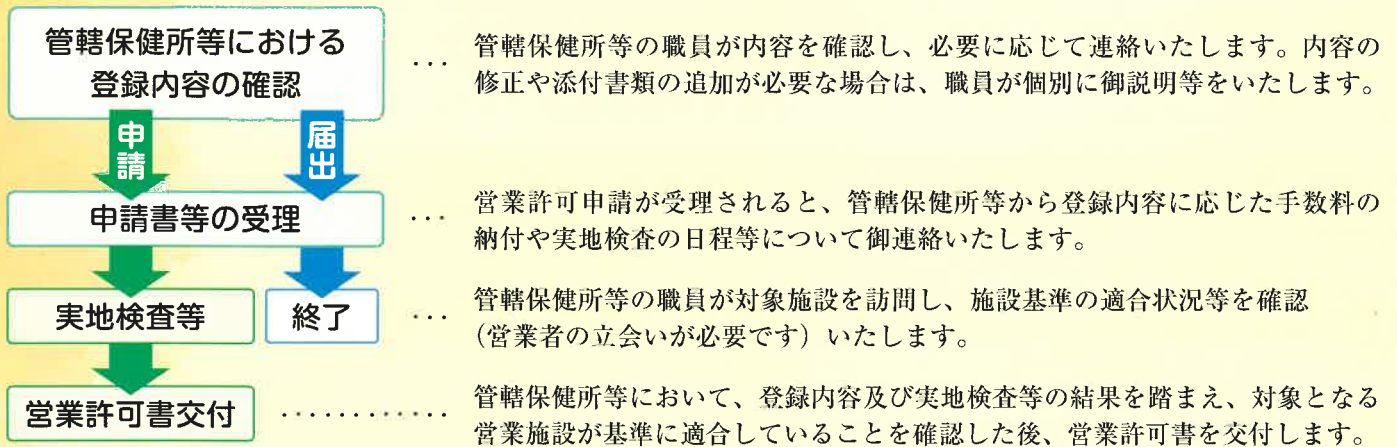 管轄保健所等における
登録内容の確認
… 管轄保健所等の職員が内容を確認し、必要に応じて連絡いたします。内容の
修正や添付書類の追加が必要な場合は、職員が個別に御説明等をいたします。
申請
届出
申請書等の受理
… 営業許可申請が受理されると、管轄保健所等から登録内容に応じた手数料の
納付や実地検査の日程等について御連絡いたします。
実地検査等
終了
… 管轄保健所等の職員が対象施設を訪問し、施設基準の適合状況等を確認
(営業者の立会いが必要です)いたします。
営業許可書交付
………… 管轄保健所等において、登録内容及び実地検査等の結果を踏まえ、対象となる
営業施設が基準に適合していることを確認した後、営業許可書を交付します。